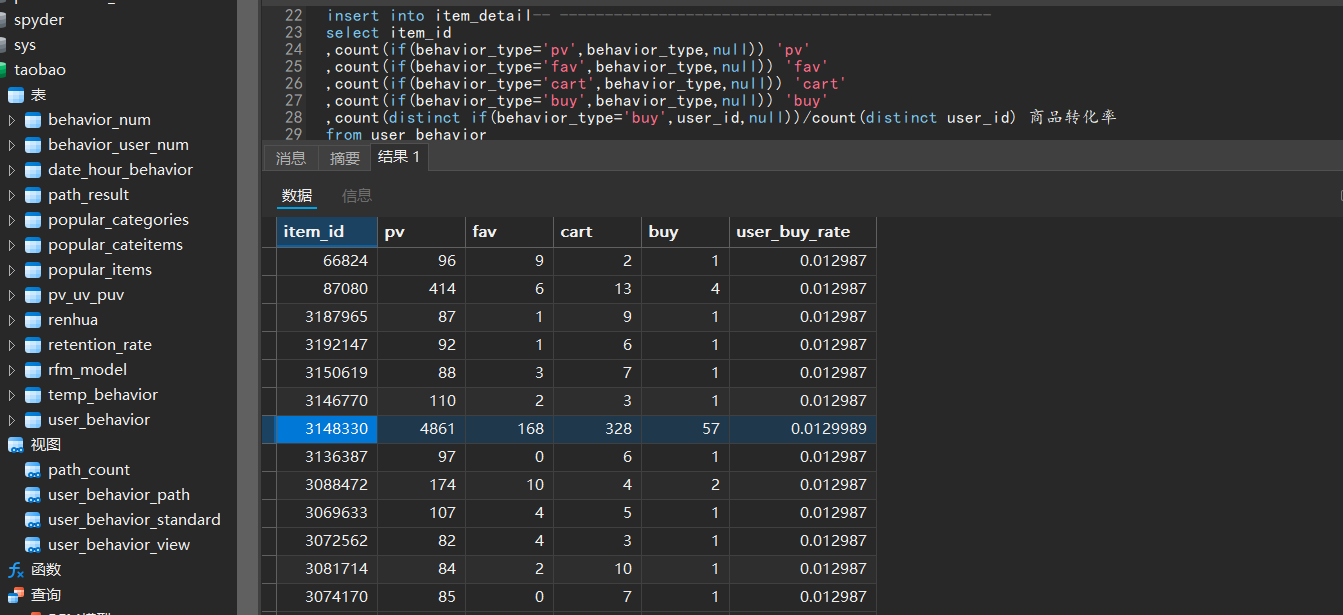 spyder
sys
taobao
表
behavior_num
behavior_user_num
date_hour_behavior
path_result
popular_categories
popular_cateitems
popular_items
pv_uv_puv
renhua
retention_rate
rfm_model
temp_behavior
user_behavior
视图
path_count
user_behavior_path
user_behavior_standard
user_behavior_view
函数
查询
22 insert into item_detail-- ------------------------------------------------
23 select item_id
24 ,count(if(behavior_type='pv',behavior_type,null)) 'pv'
25 ,count(if(behavior_type='fav',behavior_type,null)) 'fav'
26 ,count(if(behavior_type='cart',behavior_type,null)) 'cart'
27 ,count(if(behavior_type='buy',behavior_type,null)) 'buy'
28 ,count(distinct if(behavior_type='buy',user_id,null))/count(distinct user_id) 商品转化率
29 from user_behavior
消息 摘要 结果 1
数据 信息
item_id pv fav cart buy user_buy_rate
66824 96 9 2 1 0.012987
87080 414 6 13 4 0.012987
3187965 87 1 9 1 0.012987
3192147 92 1 6 1 0.012987
3150619 88 3 7 1 0.012987
3146770 110 2 3 1 0.012987
3148330 4861 168 328 57 0.0129989
3136387 97 0 6 1 0.012987
3088472 174 10 4 2 0.012987
3069633 107 4 5 1 0.012987
3072562 82 4 3 1 0.012987
3081714 84 2 10 1 0.012987
3074170 85 0 7 1 0.012987